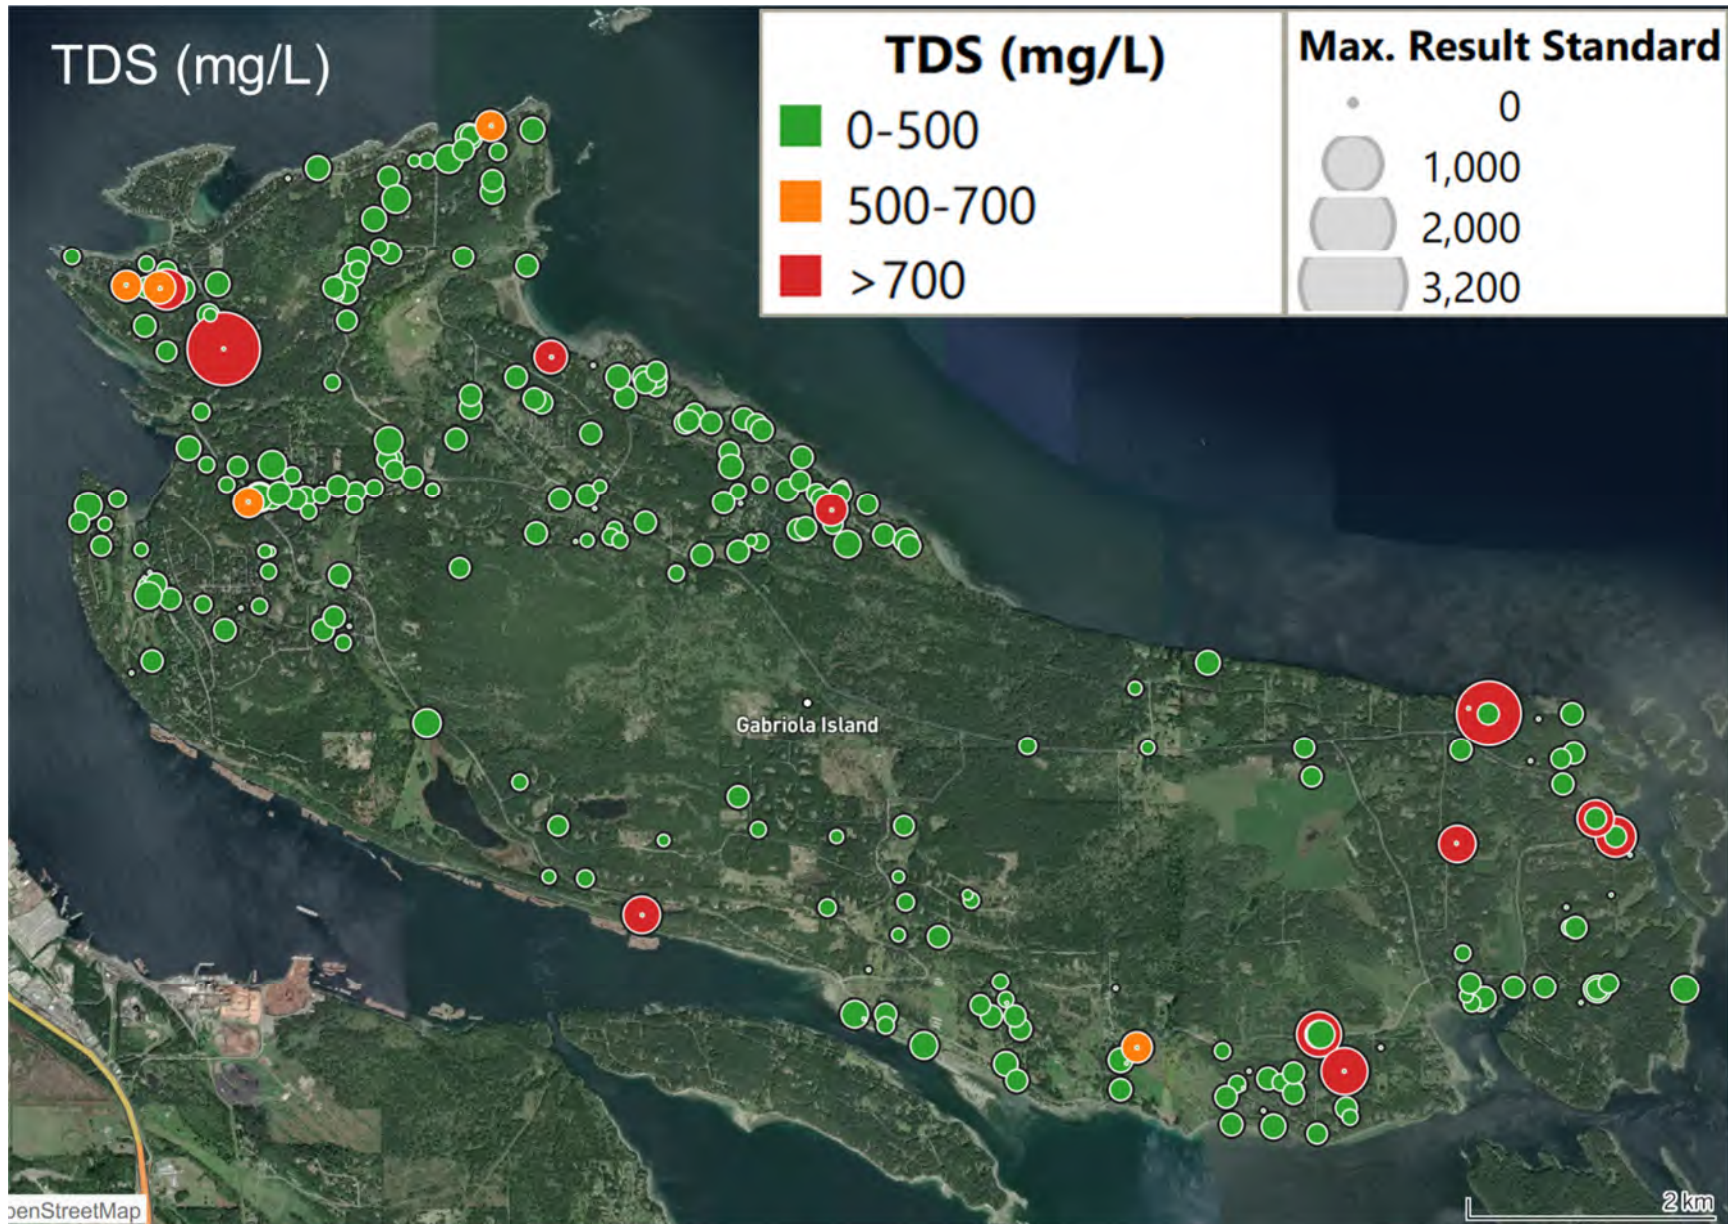 TDS (mg/L)
TDS (mg/L)
0-500
500-700
>700
Max. Result Standard
0
1,000
2,000
3,200
Gabriola Island
penStreetMap
2 km